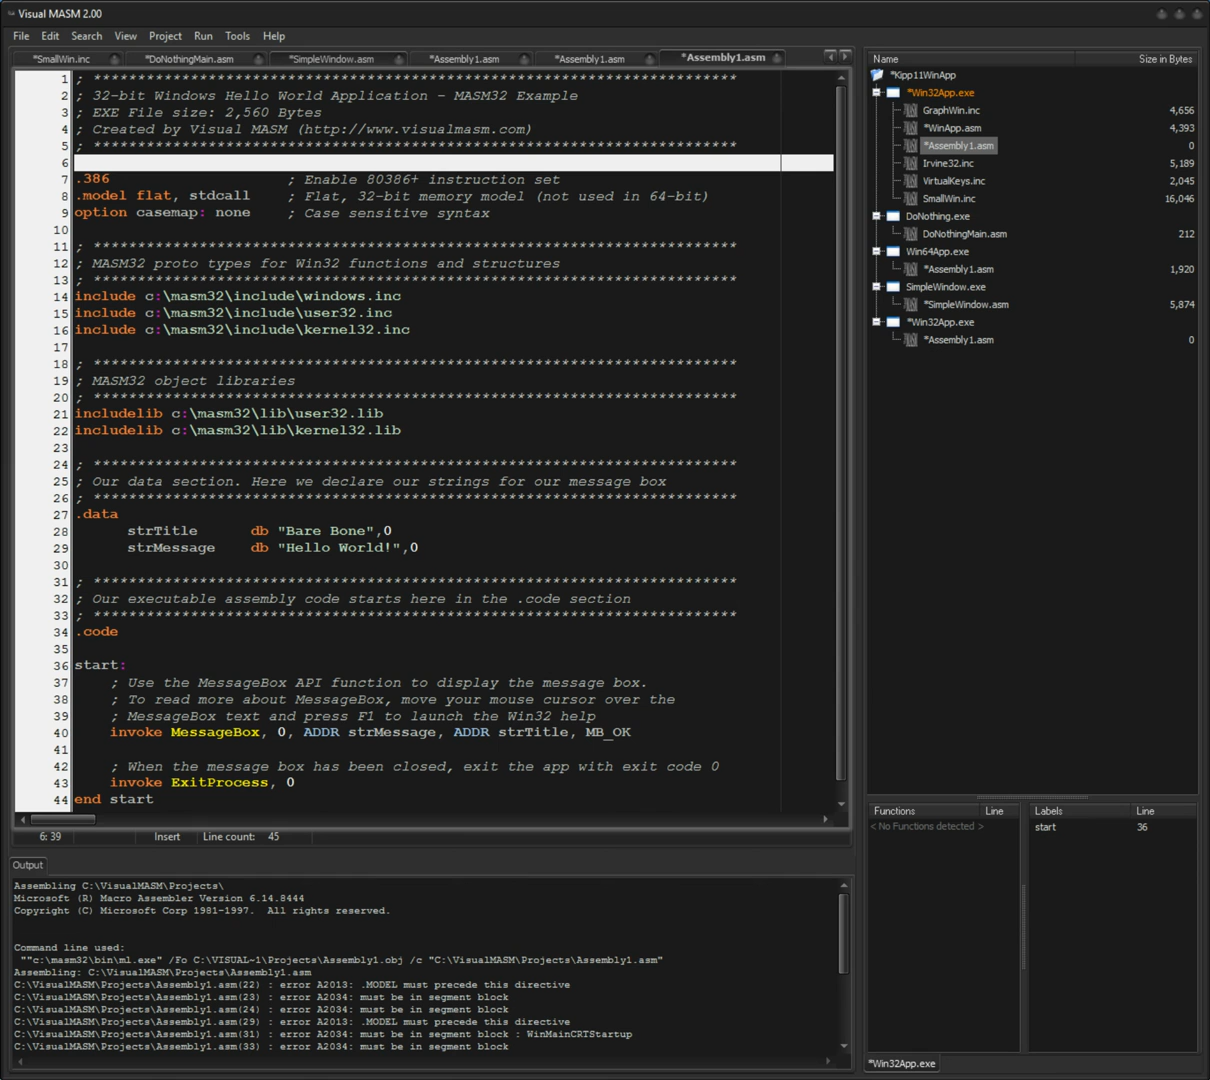 Visual MASM 2.00
File Edit Search View Project Run Tools Help
*SmallWin.inc *DoNothingMain.asm *SimpleWindow.asm *Assembly1.asm *Assembly1.asm *Assembly1.asm
1 ; *************************************************************************
2 ; 32-bit Windows Hello World Application - MASM32 Example
3 ; EXE File size: 2,560 Bytes
4 ; Created by Visual MASM (http://www.visualmasm.com)
5 ; *************************************************************************
6
7 .386 ; Enable 80386+ instruction set
8 .model flat, stdcall ; Flat, 32-bit memory model (not used in 64-bit)
9 option casemap: none ; Case sensitive syntax
10
11 ; *************************************************************************
12 ; MASM32 proto types for Win32 functions and structures
13 ; *************************************************************************
14 include c:\masm32\include\windows.inc
15 include c:\masm32\include\user32.inc
16 include c:\masm32\include\kernel32.inc
17
18 ; *************************************************************************
19 ; MASM32 object libraries
20 ; *************************************************************************
21 includelib c:\masm32\lib\user32.lib
22 includelib c:\masm32\lib\kernel32.lib
23
24 ; *************************************************************************
25 ; Our data section. Here we declare our strings for our message box
26 ; *************************************************************************
27 .data
28 strTitle db "Bare Bone",0
29 strMessage db "Hello World!",0
30
31 ; *************************************************************************
32 ; Our executable assembly code starts here in the .code section
33 ; *************************************************************************
34 .code
35
36 start:
37 ; Use the MessageBox API function to display the message box.
38 ; To read more about MessageBox, move your mouse cursor over the
39 ; MessageBox text and press F1 to launch the Win32 help
40 invoke MessageBox, 0, ADDR strMessage, ADDR strTitle, MB_OK
41
42 ; When the message box has been closed, exit the app with exit code 0
43 invoke ExitProcess, 0
44 end start
6: 39 Insert Line count: 45
Output
Assembling C:\VisualMASM\Projects\
Microsoft (R) Macro Assembler Version 6.14.8444
Copyright (C) Microsoft Corp 1981-1997. All rights reserved.
Command line used:
""c:\masm32\bin\ml.exe" /Fo C:\VISUAL~1\Projects\Assembly1.obj /c "C:\VisualMASM\Projects\Assembly1.asm"
Assembling: C:\VisualMASM\Projects\Assembly1.asm
C:\VisualMASM\Projects\Assembly1.asm(22) : error A2013: .MODEL must precede this directive
C:\VisualMASM\Projects\Assembly1.asm(23) : error A2034: must be in segment block
C:\VisualMASM\Projects\Assembly1.asm(24) : error A2034: must be in segment block
C:\VisualMASM\Projects\Assembly1.asm(29) : error A2013: .MODEL must precede this directive
C:\VisualMASM\Projects\Assembly1.asm(31) : error A2034: must be in segment block : WinMainCRTStartup
C:\VisualMASM\Projects\Assembly1.asm(33) : error A2034: must be in segment block
Name Size in Bytes
*Kipp11WinApp
*Win32App.exe
GraphWin.inc 4,656
*WinApp.asm 4,393
*Assembly1.asm 0
Irvine32.inc 5,189
VirtualKeys.inc 2,045
SmallWin.inc 16,046
DoNothing.exe
DoNothingMain.asm 212
Win64App.exe
*Assembly1.asm 1,920
SimpleWindow.exe
*SimpleWindow.asm 5,874
*Win32App.exe
*Assembly1.asm 0
Functions Line
< No Functions detected >
Labels Line
start 36
*Win32App.exe